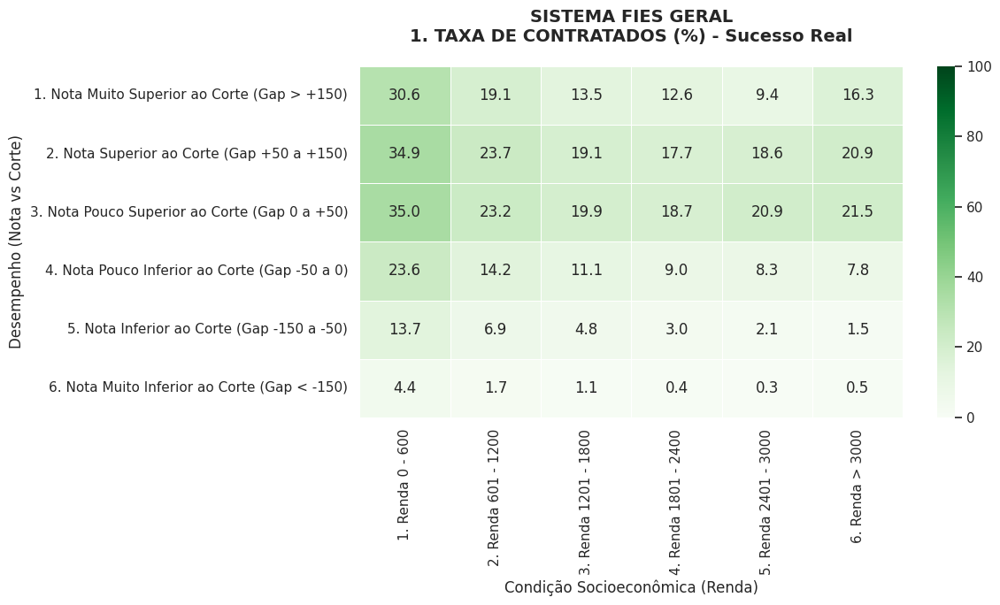 SISTEMA FIES GERAL
1. TAXA DE CONTRATADOS (%) - Sucesso Real
Desempenho (Nota vs Corte)
1. Nota Muito Superior ao Corte (Gap > +150) 30.6 19.1 13.5 12.6 9.4 16.3
2. Nota Superior ao Corte (Gap +50 a +150) 34.9 23.7 19.1 17.7 18.6 20.9
3. Nota Pouco Superior ao Corte (Gap 0 a +50) 35.0 23.2 19.9 18.7 20.9 21.5
4. Nota Pouco Inferior ao Corte (Gap -50 a 0) 23.6 14.2 11.1 9.0 8.3 7.8
5. Nota Inferior ao Corte (Gap -150 a -50) 13.7 6.9 4.8 3.0 2.1 1.5
6. Nota Muito Inferior ao Corte (Gap < -150) 4.4 1.7 1.1 0.4 0.3 0.5
1. Renda 0 - 600
2. Renda 601 - 1200
3. Renda 1201 - 1800
4. Renda 1801 - 2400
5. Renda 2401 - 3000
6. Renda > 3000
Condição Socioeconômica (Renda)
100
80
60
40
20
0